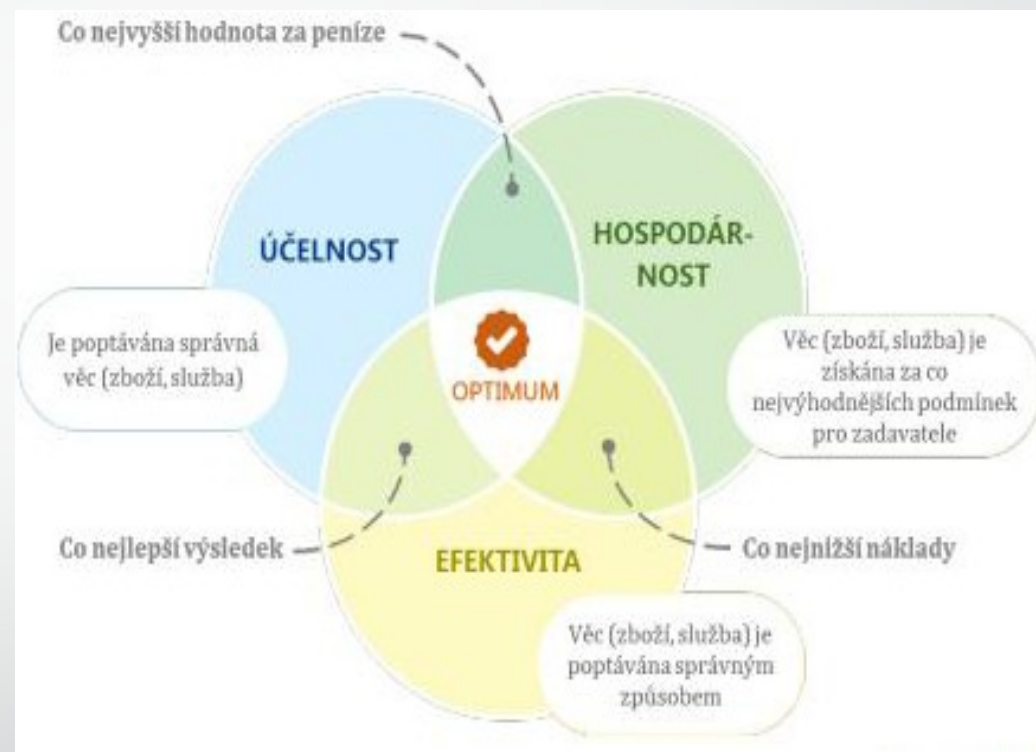 Co nejvyšší hodnota za peníze
ÚČELNOST
HOSPODÁR-
NOST
Je poptávána správná
věc (zboží, služba)
OPTIMUM
Věc (zboží, služba) je
získána za co
nejvýhodnějších podmínek
pro zadavatele
Co nejlepší výsledek
EFEKTIVITA
Co nejnižší náklady
Věc (zboží, služba) je
poptávána správným
způsobem